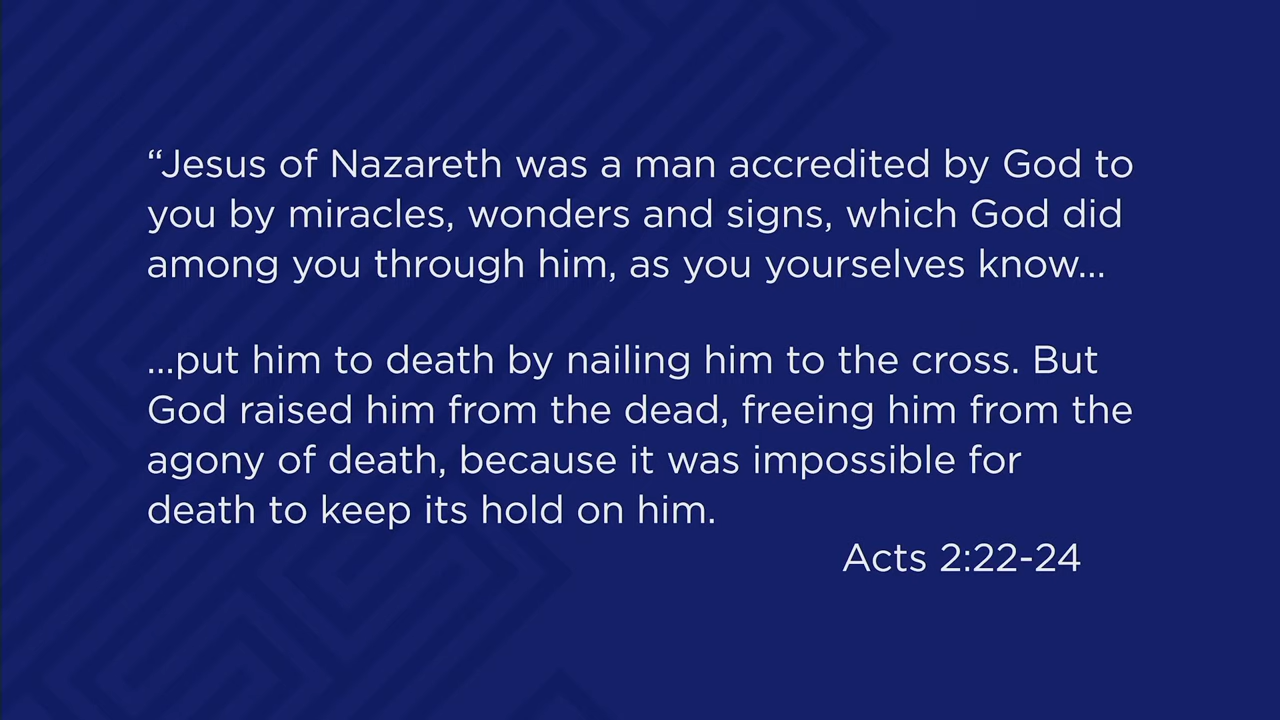 “Jesus of Nazareth was a man accredited by God to
you by miracles, wonders and signs, which God did
among you through him, as you yourselves know...
...put him to death by nailing him to the cross. But
God raised him from the dead, freeing him from the
agony of death, because it was impossible for
death to keep its hold on him.
Acts 2:22-24